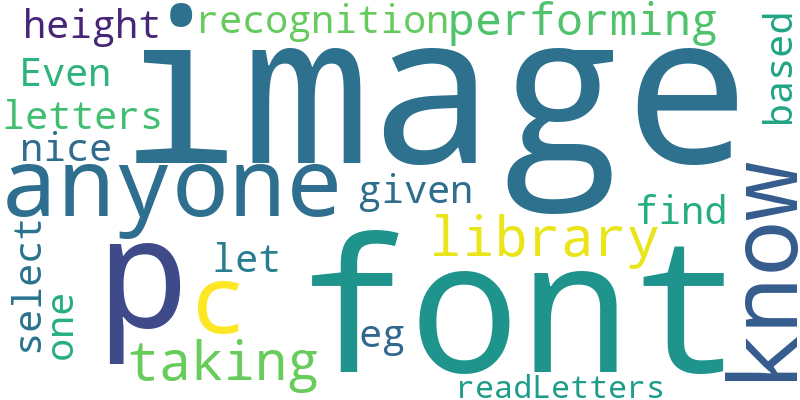 height
recognition
performing
based
image
Even
letters
nice
anyone
given
know
find
select
p
let
c
library
font
one
eg
taking
readLetters